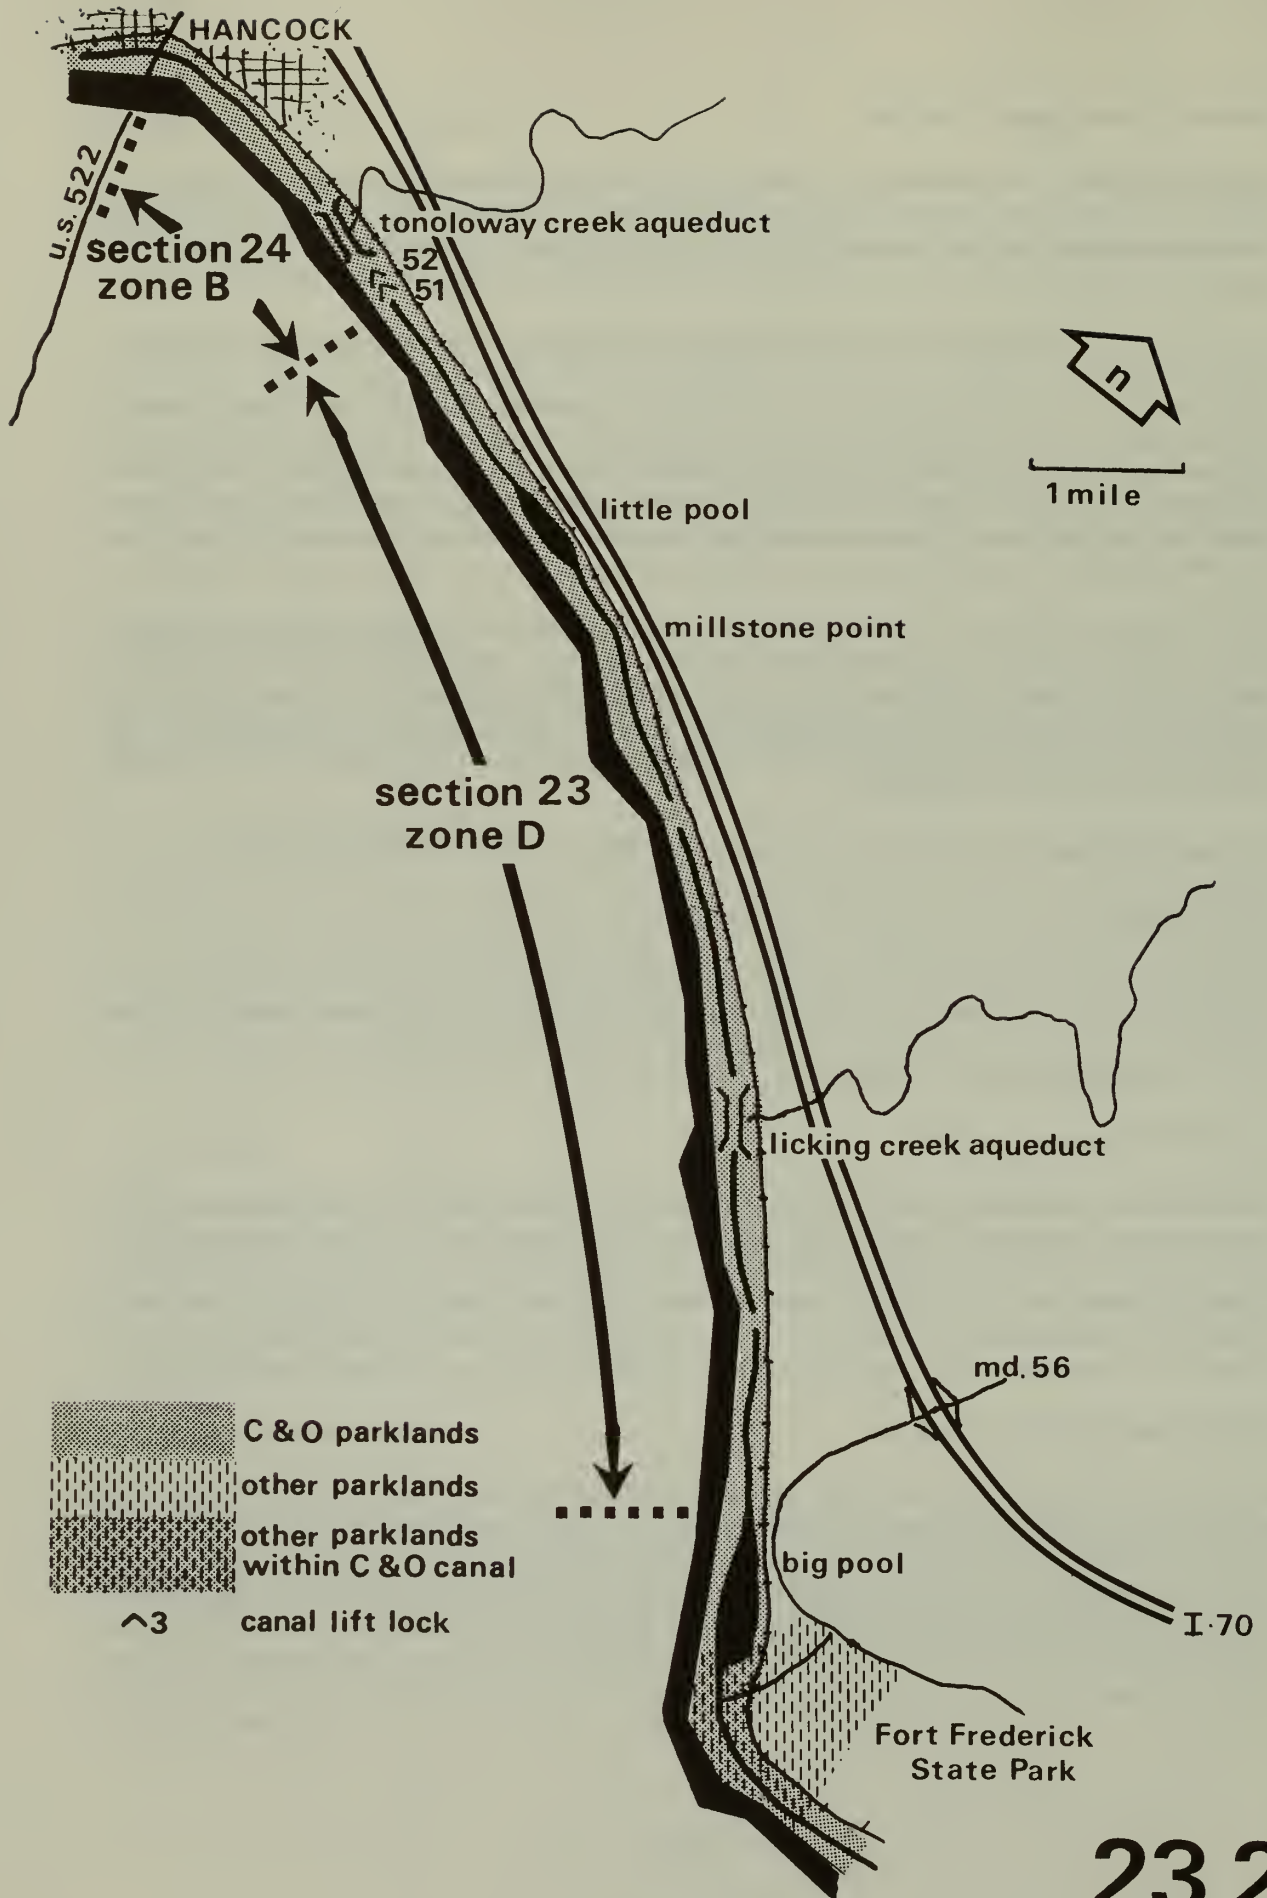 HANCOCK
u.s. 522
tonoloway creek aqueduct
section 24
zone B
52
51
n
1 mile
little pool
millstone point
section 23
zone D
licking creek aqueduct
md. 56
C & O parklands
other parklands
other parklands
within C & O canal
^3 canal lift lock
big pool
I-70
Fort Frederick
State Park
23 2